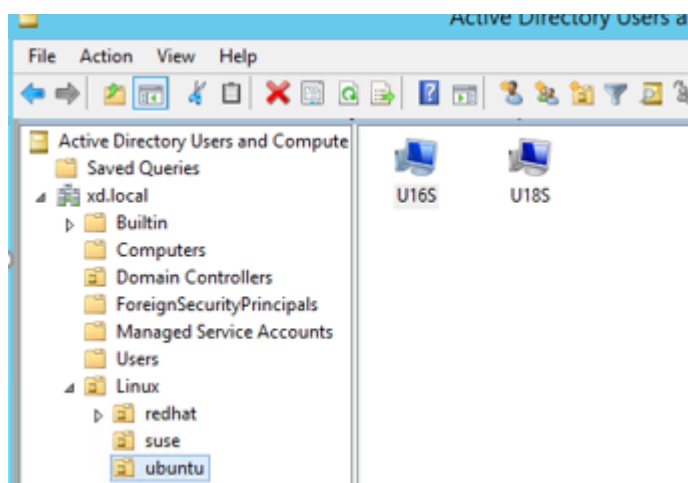 Active Directory Users a
File Action View Help
Active Directory Users and Compute
Saved Queries
xd.local
Builtin
Computers
Domain Controllers
ForeignSecurityPrincipals
Managed Service Accounts
Users
Linux
redhat
suse
ubuntu
U16S U18S